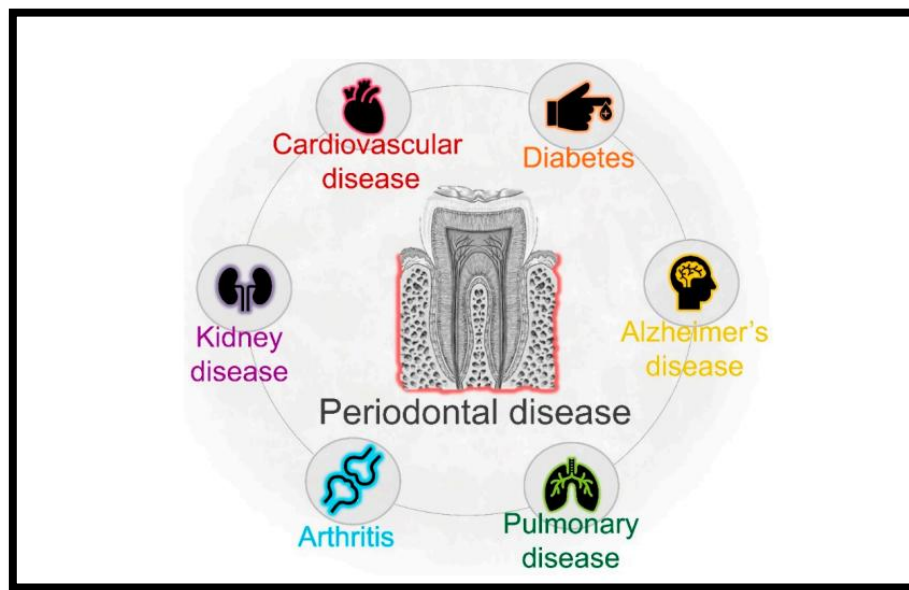 Cardiovascular
disease
Diabetes
Kidney
disease
Alzheimer's
disease
Periodontal disease
Arthritis
Pulmonary
disease